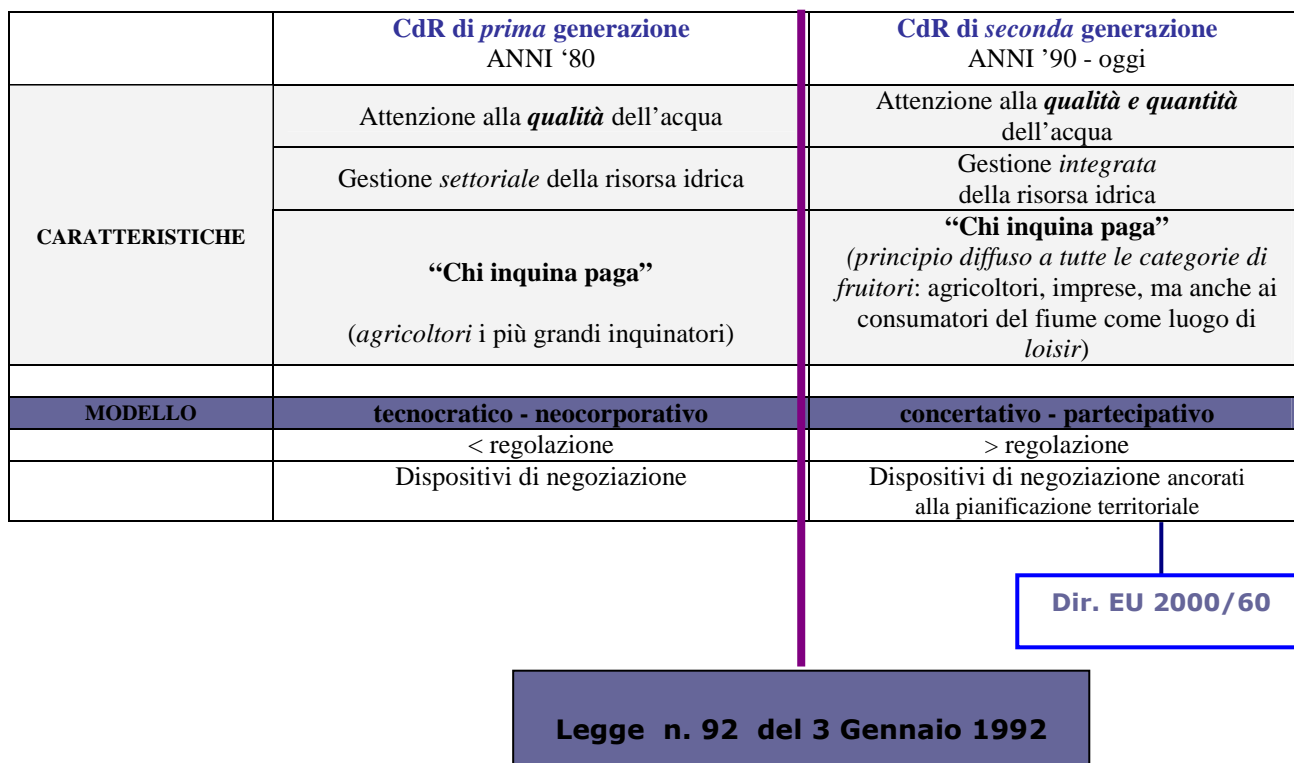 CdR di prima generazione
ANNI ‘80
CdR di seconda generazione
ANNI ’90 - oggi
CARATTERISTICHE
Attenzione alla qualità dell’acqua
Attenzione alla qualità e quantità
dell’acqua
Gestione settoriale della risorsa idrica
Gestione integrata
della risorsa idrica
“Chi inquina paga”
(agricoltori i più grandi inquinatori)
“Chi inquina paga”
(principio diffuso a tutte le categorie di
fruitori: agricoltori, imprese, ma anche ai
consumatori del fiume come luogo di
loisir)
MODELLO
tecnocratico - neocorporativo
concertativo - partecipativo
< regolazione
> regolazione
Dispositivi di negoziazione
Dispositivi di negoziazione ancorati
alla pianificazione territoriale
Dir. EU 2000/60
Legge n. 92 del 3 Gennaio 1992